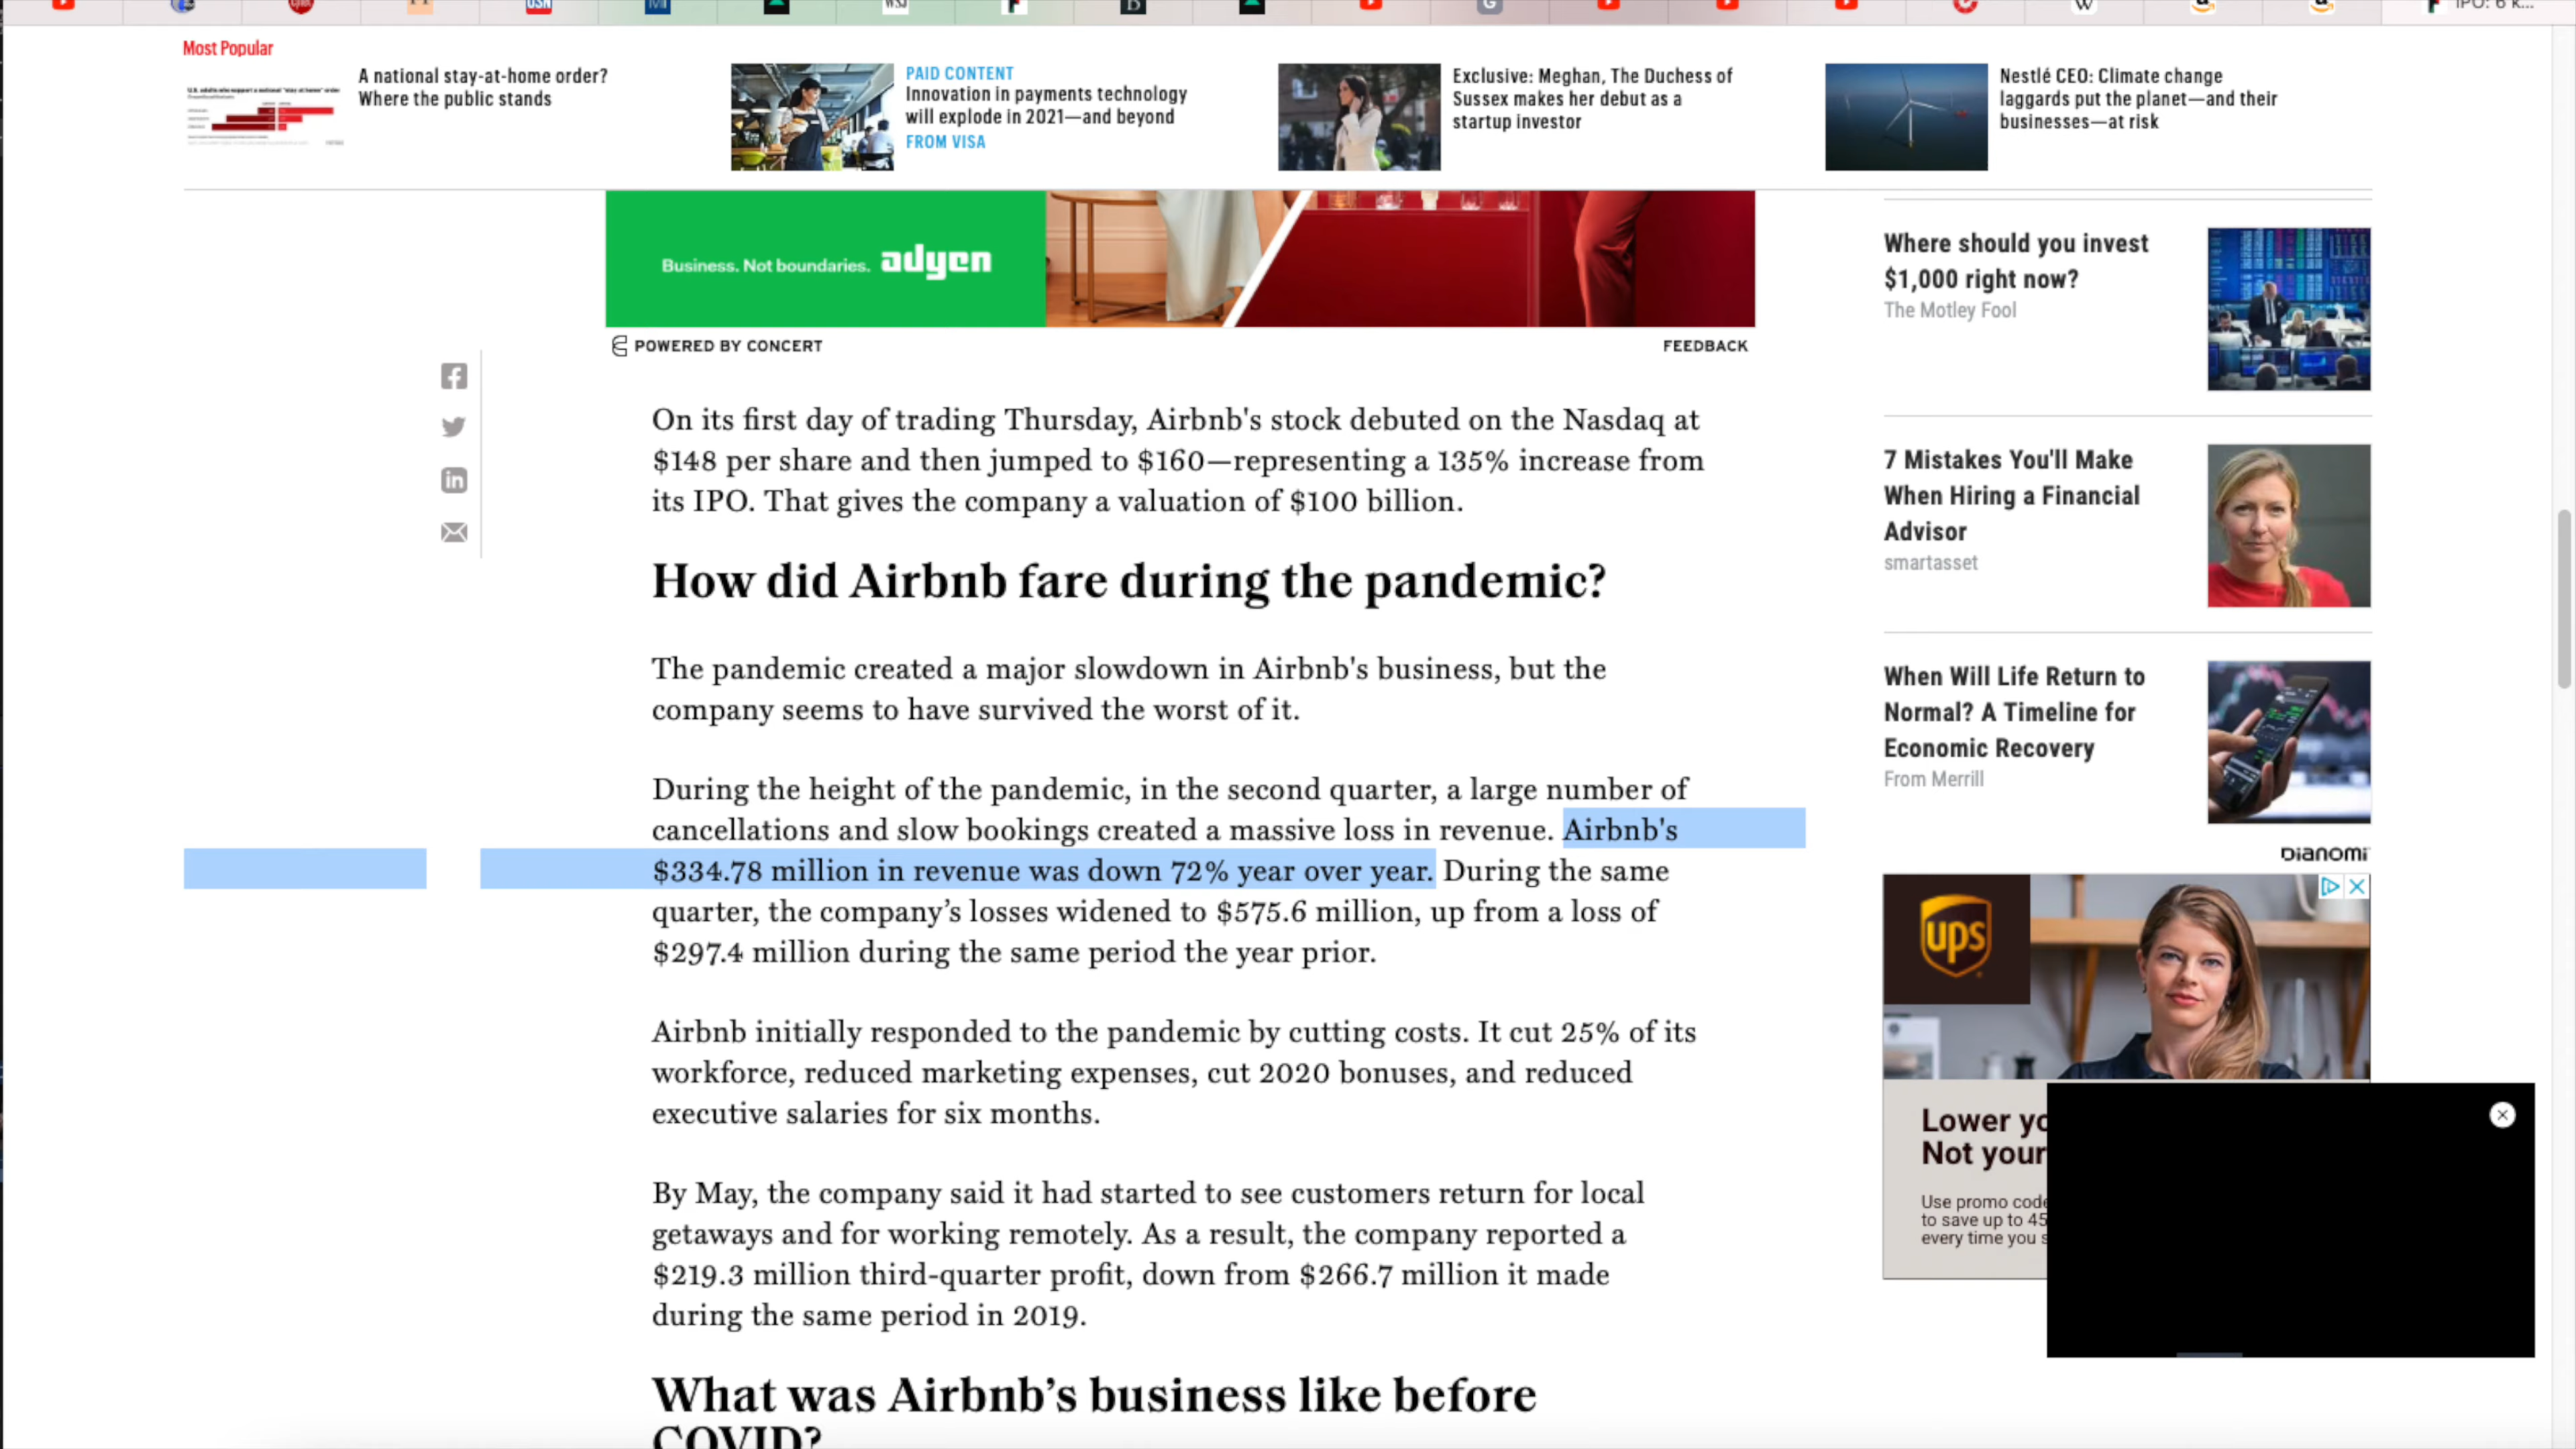 IPO: 6 k...
Most Popular
A national stay-at-home order?
Where the public stands
PAID CONTENT
Innovation in payments technology
will explode in 2021—and beyond
FROM VISA
Exclusive: Meghan, The Duchess of
Sussex makes her debut as a
startup investor
Nestlé CEO: Climate change
laggards put the planet—and their
businesses—at risk
Business. Not boundaries. adyen
POWERED BY CONCERT
FEEDBACK
On its first day of trading Thursday, Airbnb's stock debuted on the Nasdaq at
$148 per share and then jumped to $160—representing a 135% increase from
its IPO. That gives the company a valuation of $100 billion.
How did Airbnb fare during the pandemic?
The pandemic created a major slowdown in Airbnb's business, but the
company seems to have survived the worst of it.
During the height of the pandemic, in the second quarter, a large number of
cancellations and slow bookings created a massive loss in revenue. Airbnb's
$334.78 million in revenue was down 72% year over year. During the same
quarter, the company’s losses widened to $575.6 million, up from a loss of
$297.4 million during the same period the year prior.
Airbnb initially responded to the pandemic by cutting costs. It cut 25% of its
workforce, reduced marketing expenses, cut 2020 bonuses, and reduced
executive salaries for six months.
By May, the company said it had started to see customers return for local
getaways and for working remotely. As a result, the company reported a
$219.3 million third-quarter profit, down from $266.7 million it made
during the same period in 2019.
What was Airbnb’s business like before
COVID?
Where should you invest
$1,000 right now?
The Motley Fool
7 Mistakes You'll Make
When Hiring a Financial
Advisor
smartasset
When Will Life Return to
Normal? A Timeline for
Economic Recovery
From Merrill
DIANOMI
ups
Lower yo
Not your
Use promo code
to save up to 45
every time you s